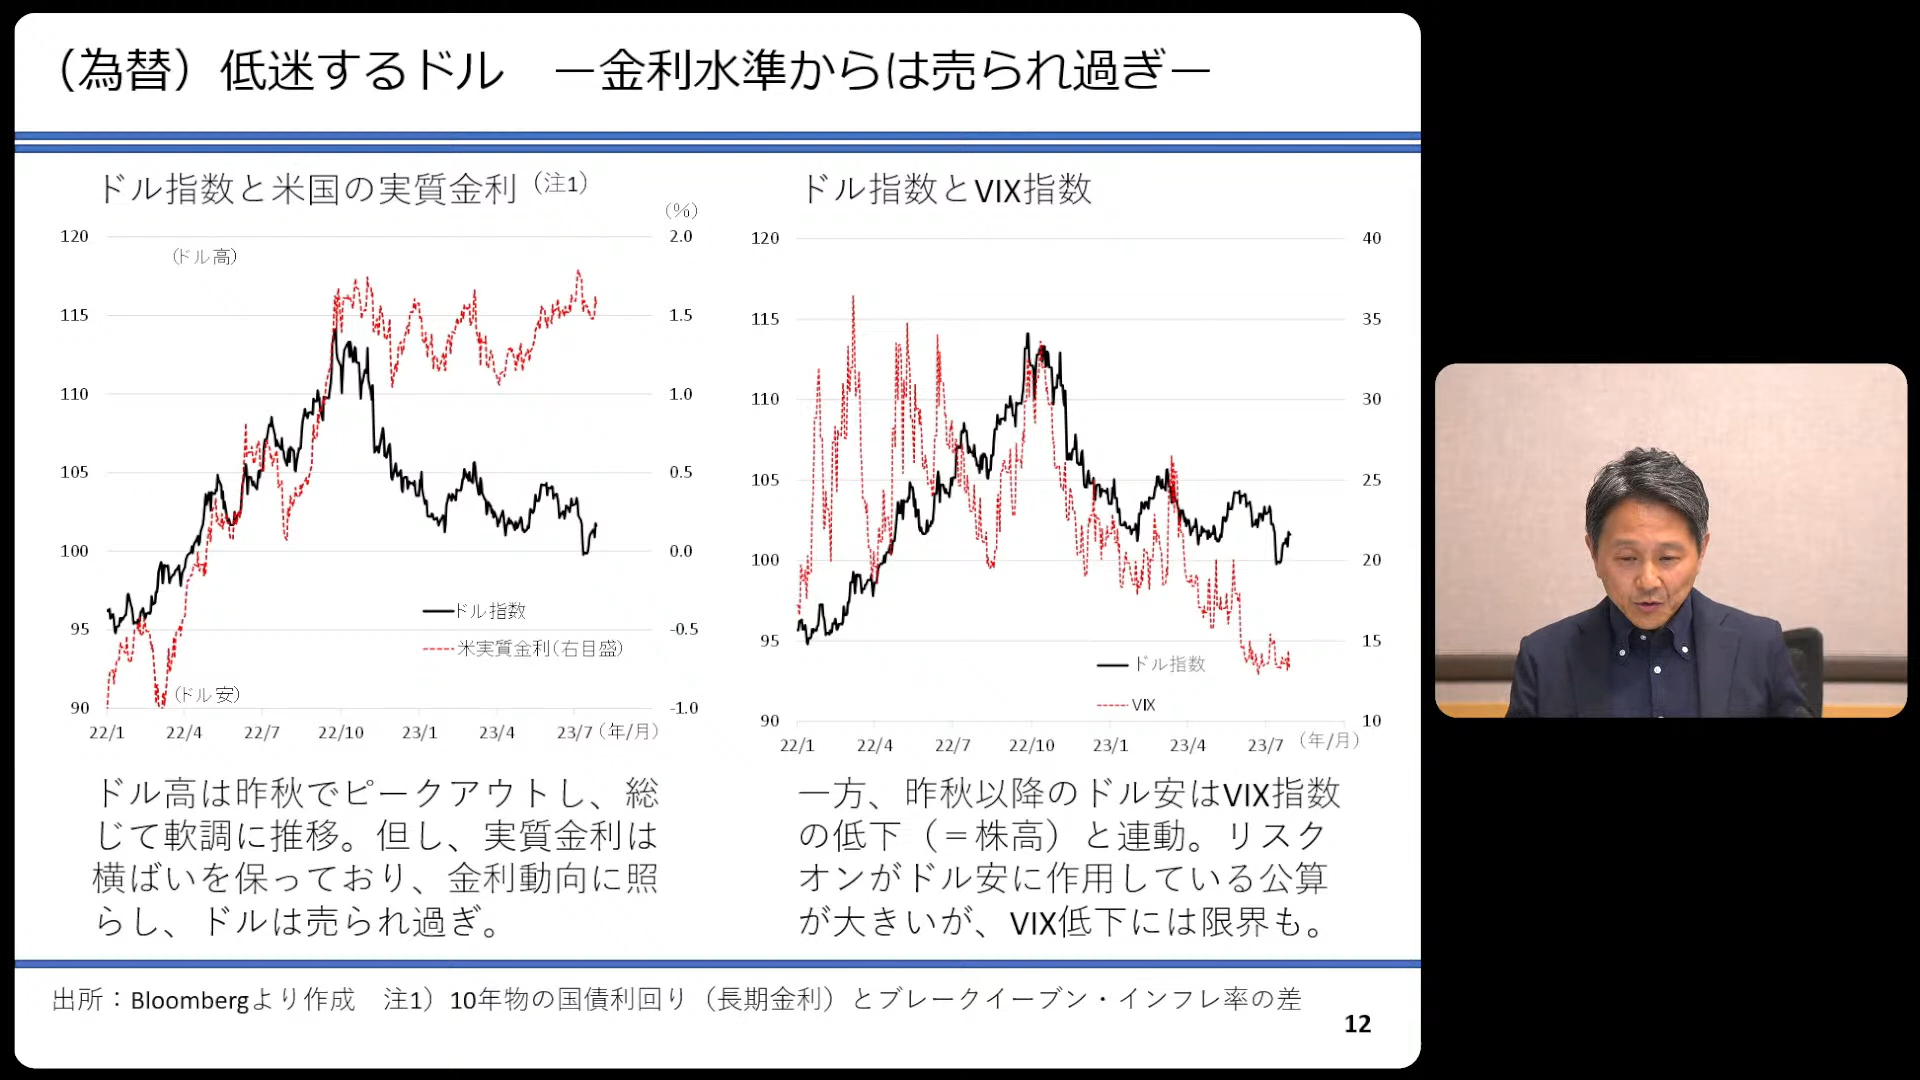 （為替）低迷するドル　―金利水準からは売られ過ぎ―
ドル指数と米国の実質金利（注1）
（%）
120
115
110
105
100
95
90
2.0
1.5
1.0
0.5
0.0
-0.5
-1.0
（ドル高）
ドル指数
米実質金利（右目盛）
（ドル安）
22/1 22/4 22/7 22/10 23/1 23/4 23/7（年/月）
ドル高は昨秋でピークアウトし、総
じて軟調に推移。但し、実質金利は
横ばいを保っており、金利動向に照
らし、ドルは売られ過ぎ。
ドル指数とVIX指数
120
115
110
105
100
95
90
40
35
30
25
20
15
10
ドル指数
VIX
22/1 22/4 22/7 22/10 23/1 23/4 23/7（年/月）
一方、昨秋以降のドル安はVIX指数
の低下（＝株高）と連動。リスク
オンがドル安に作用している公算
が大きいが、VIX低下には限界も。
出所：Bloombergより作成　注1）10年物の国債利回り（長期金利）とブレークイーブン・インフレ率の差
12